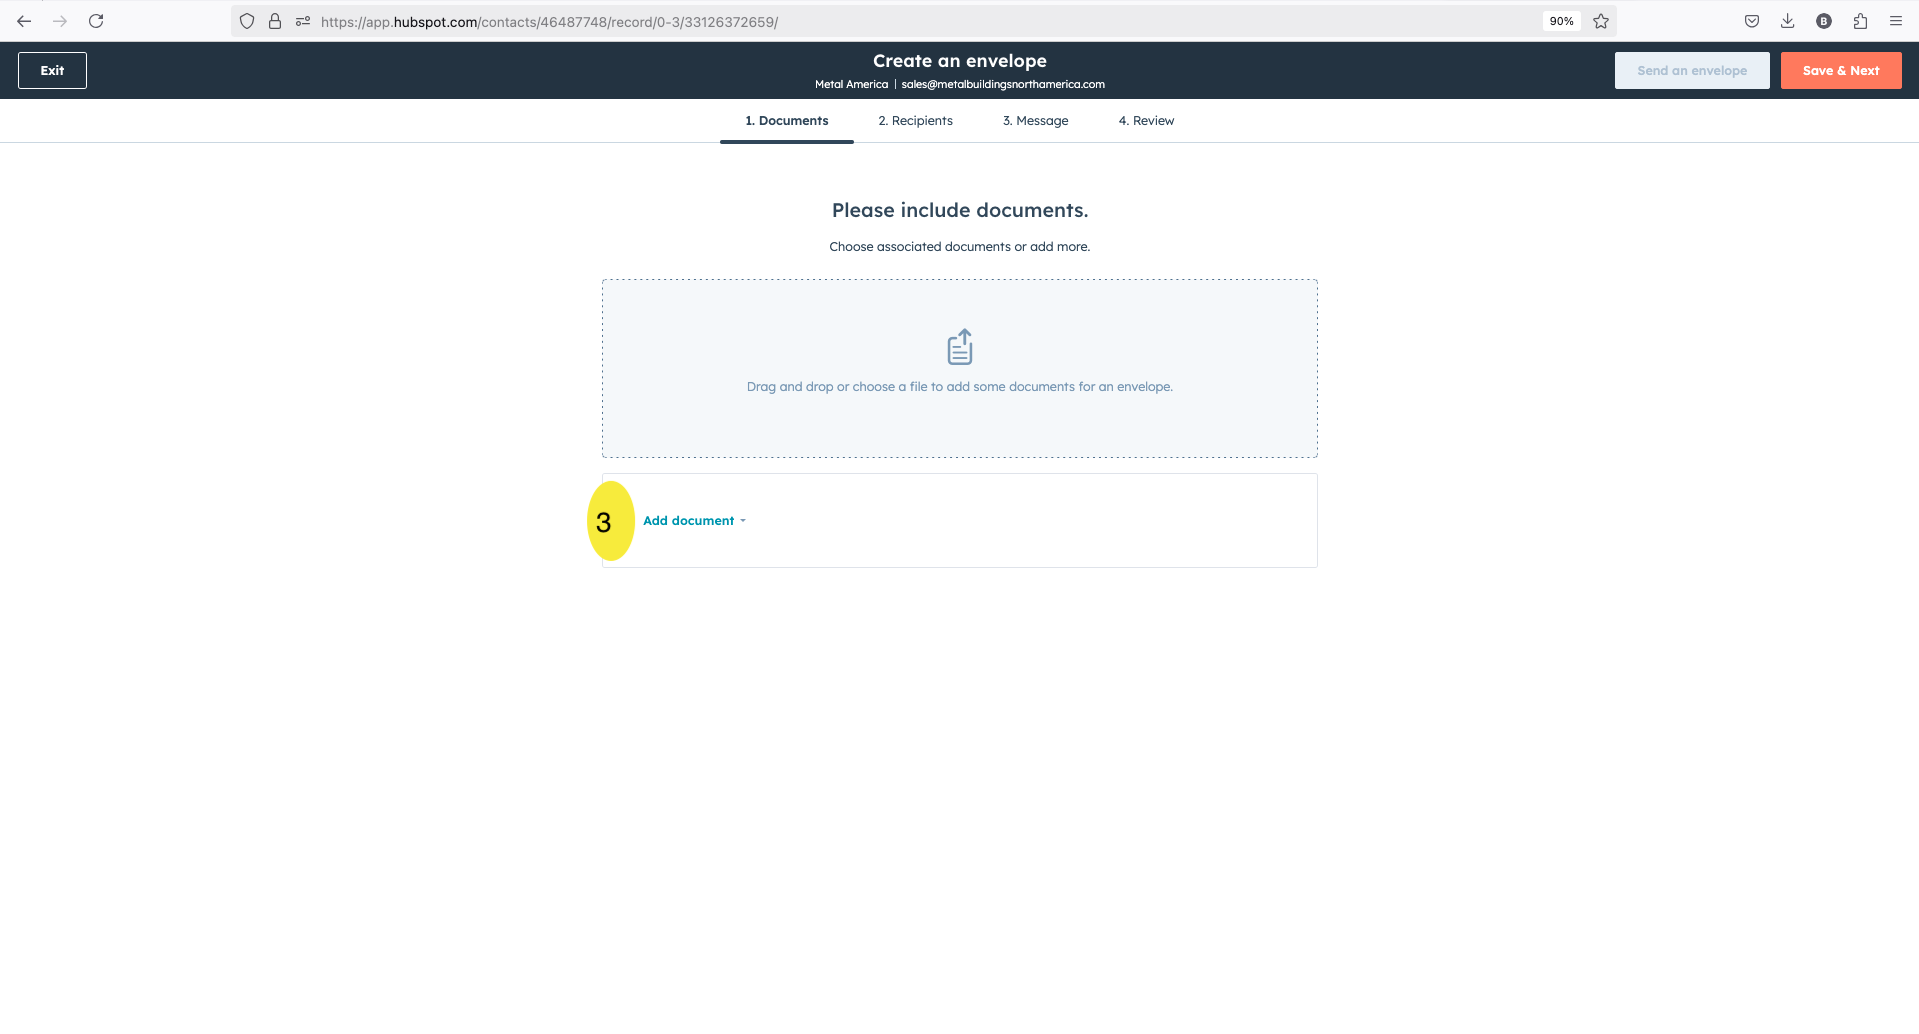 https://app.hubspot.com/contacts/46487748/record/0-3/33126372659/
90%
B
Exit
Create an envelope
Metal America | sales@metalbuildingsnorthamerica.com
Send an envelope
Save & Next
1. Documents
2. Recipients
3. Message
4. Review
Please include documents.
Choose associated documents or add more.
Drag and drop or choose a file to add some documents for an envelope.
3
Add document